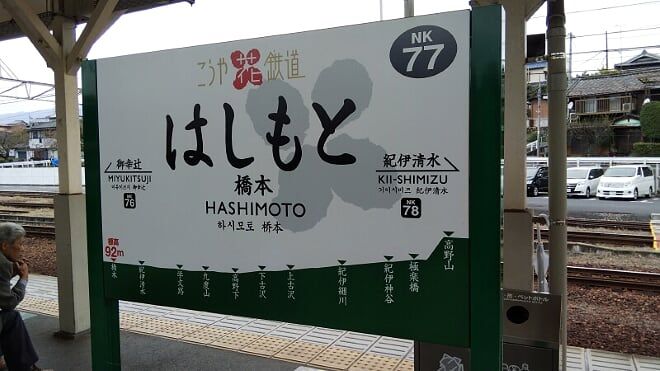 こうや花鉄道
NK
77
はしもと
橋本
HASHIMOTO
하시모토 桥本
御幸辻
MIYUKITSUJI
NK
76
紀伊清水
KII-SHIMIZU
NK
78
標高
92m
橋本
紀伊清水
学文路
九度山
高野下
下古沢
上古沢
紀伊細川
紀伊神谷
極楽橋
高野山